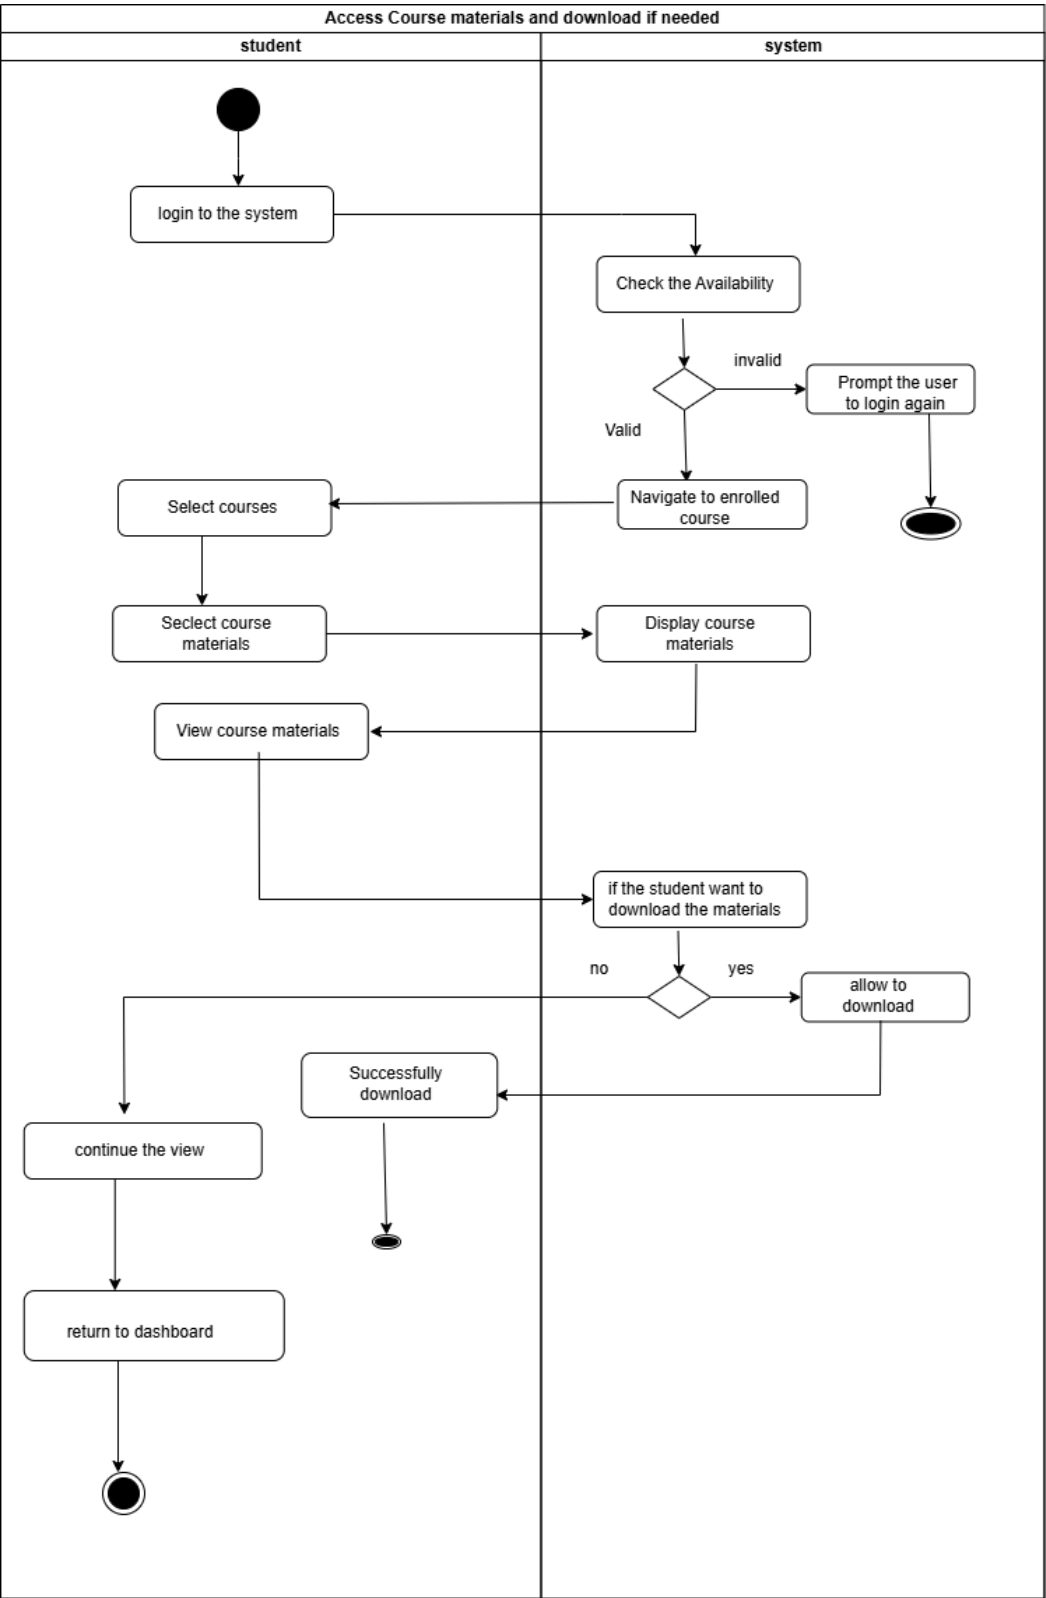 Access Course materials and download if needed
student
system
login to the system
Check the Availability
invalid
Prompt the user
to login again
Valid
Select courses
Navigate to enrolled
course
Seclect course
materials
Display course
materials
View course materials
if the student want to
download the materials
no
yes
allow to
download
Successfully
download
continue the view
return to dashboard